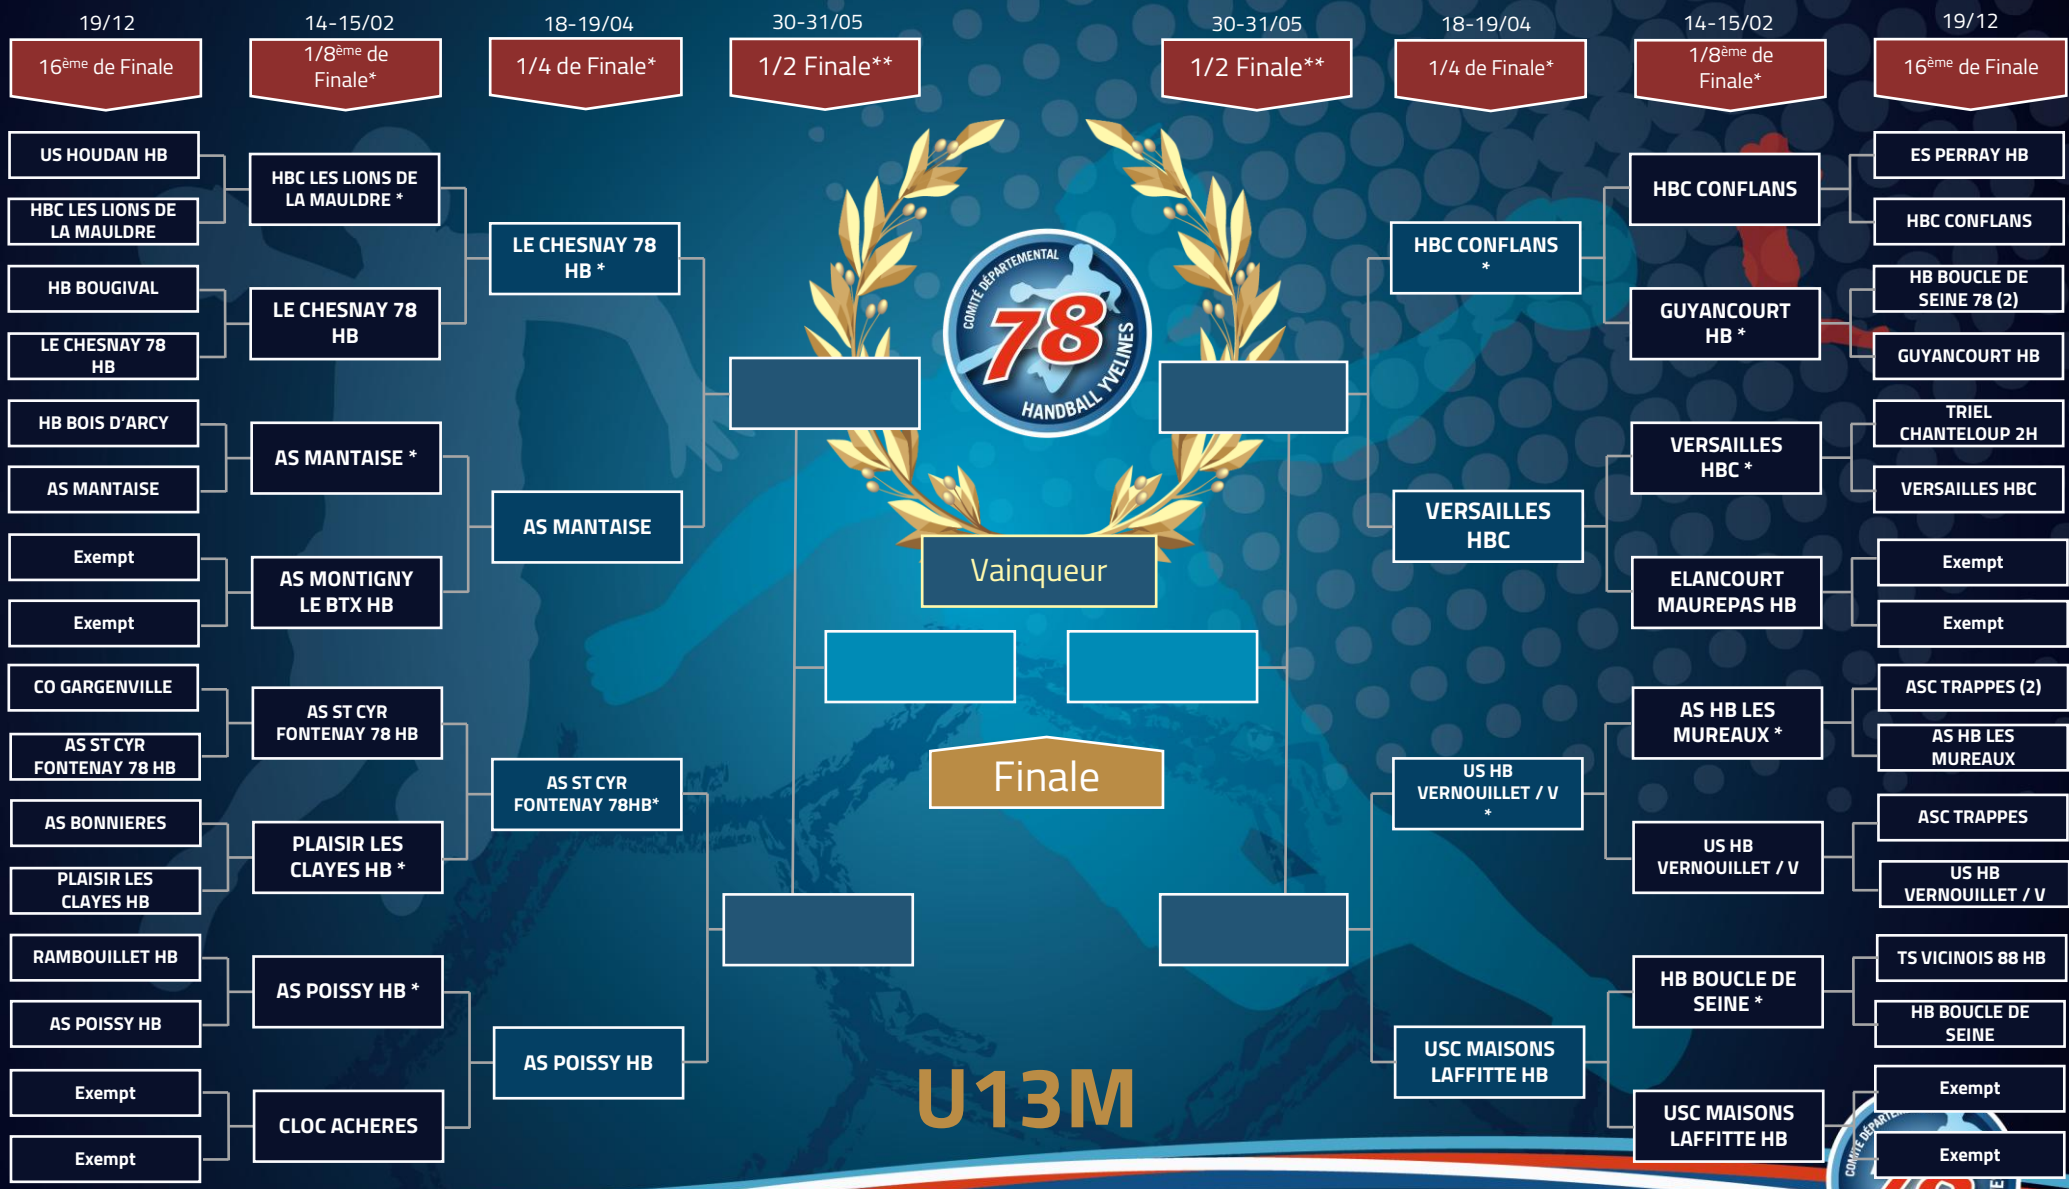 19/12
14-15/02
18-19/04
30-31/05
30-31/05
18-19/04
14-15/02
19/12
16ème de Finale
1/8ème de
Finale*
1/4 de Finale*
1/2 Finale**
1/2 Finale**
1/4 de Finale*
1/8ème de
Finale*
16ème de Finale
US HOUDAN HB
HBC LES LIONS DE
LA MAULDRE
HB BOUGIVAL
LE CHESNAY 78
HB
HB BOIS D'ARCY
AS MANTAISE
Exempt
Exempt
CO GARGENVILLE
AS ST CYR
FONTENAY 78 HB
AS BONNIERES
PLAISIR LES
CLAYES HB
RAMBOUILLET HB
AS POISSY HB
Exempt
Exempt
HBC LES LIONS DE
LA MAULDRE *
LE CHESNAY 78
HB
AS MANTAISE *
AS MONTIGNY
LE BTX HB
AS ST CYR
FONTENAY 78 HB
PLAISIR LES
CLAYES HB *
AS POISSY HB *
CLOC ACHERES
LE CHESNAY 78
HB *
AS MANTAISE
AS ST CYR
FONTENAY 78HB*
AS POISSY HB
COMITÉ DÉPARTEMENTAL
78
HANDBALL YVELINES
Vainqueur
Finale
U13M
HBC CONFLANS
*
VERSAILLES
HBC
US HB
VERNOUILLET / V
*
USC MAISONS
LAFFITTE HB
HBC CONFLANS
GUYANCOURT
HB *
VERSAILLES
HBC *
ELANCOURT
MAUREPAS HB
AS HB LES
MUREAUX *
US HB
VERNOUILLET / V
HB BOUCLE DE
SEINE *
USC MAISONS
LAFFITTE HB
ES PERRAY HB
HBC CONFLANS
HB BOUCLE DE
SEINE 78 (2)
GUYANCOURT HB
TRIEL
CHANTELOUP 2H
VERSAILLES HBC
Exempt
Exempt
ASC TRAPPES (2)
AS HB LES
MUREAUX
ASC TRAPPES
US HB
VERNOUILLET / V
TS VICINOIS 88 HB
HB BOUCLE DE
SEINE
Exempt
Exempt